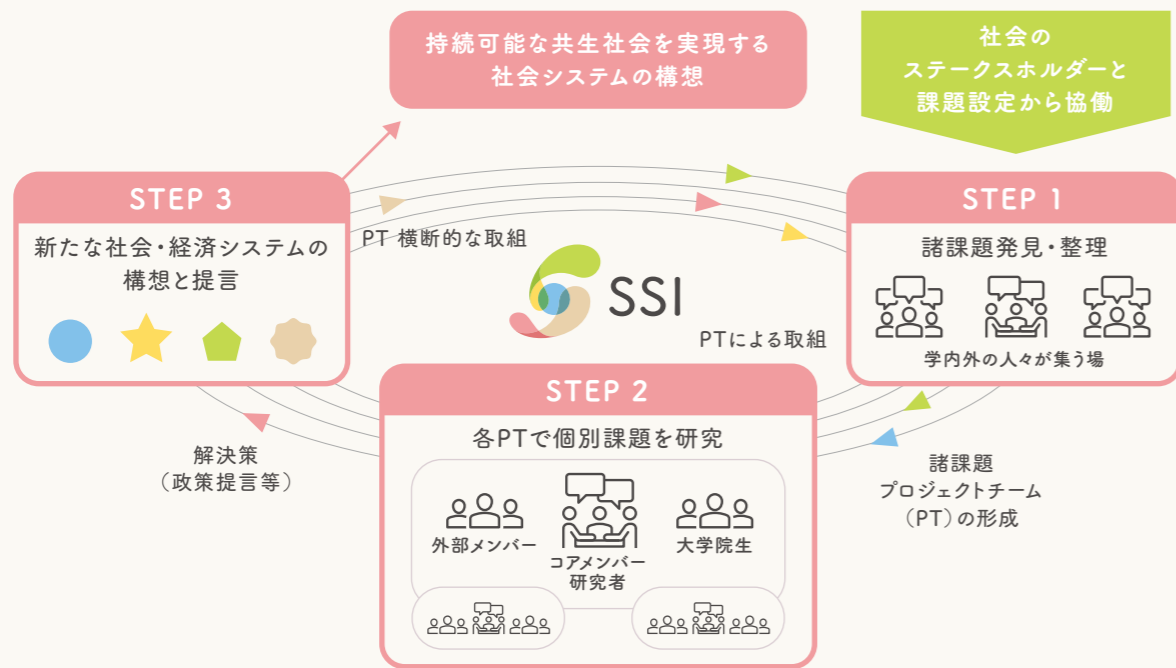 持続可能な共生社会を実現する
社会システムの構想
社会の
ステークスホルダーと
課題設定から協働
STEP 3
新たな社会・経済システムの
構想と提言
PT 横断的な取組
STEP 1
諸課題発見・整理
学内外の人々が集う場
SSI
PTによる取組
STEP 2
各PTで個別課題を研究
外部メンバー
コアメンバー
研究者
大学院生
解決策
（政策提言等）
諸課題
プロジェクトチーム
（PT）の形成